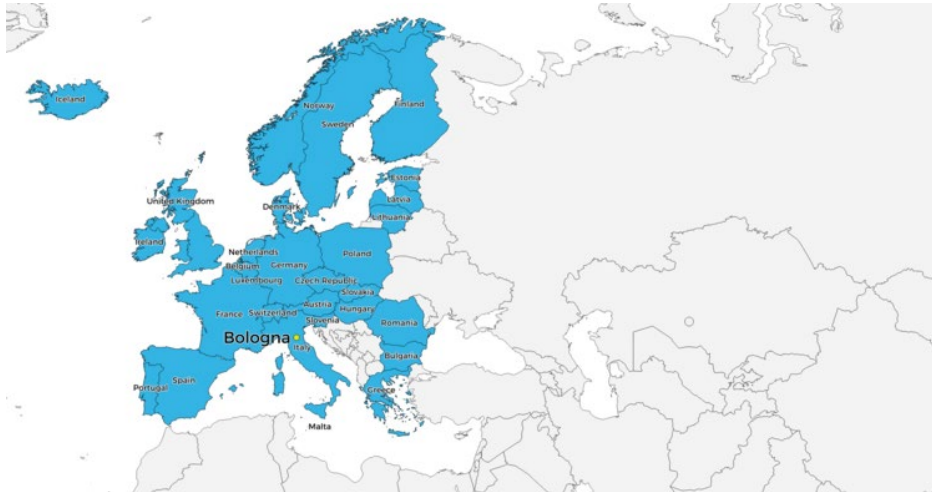 Iceland
Norway
Finland
Sweden
Estonia
Latvia
Denmark
Lithuania
United Kingdom
Ireland
Netherlands
Poland
Belgium
Germany
Luxembourg
Czech Republic
Slovakia
Austria
France
Switzerland
Hungary
Slovenia
Romania
Bologna
Italy
Bulgaria
Portugal
Spain
Greece
Malta